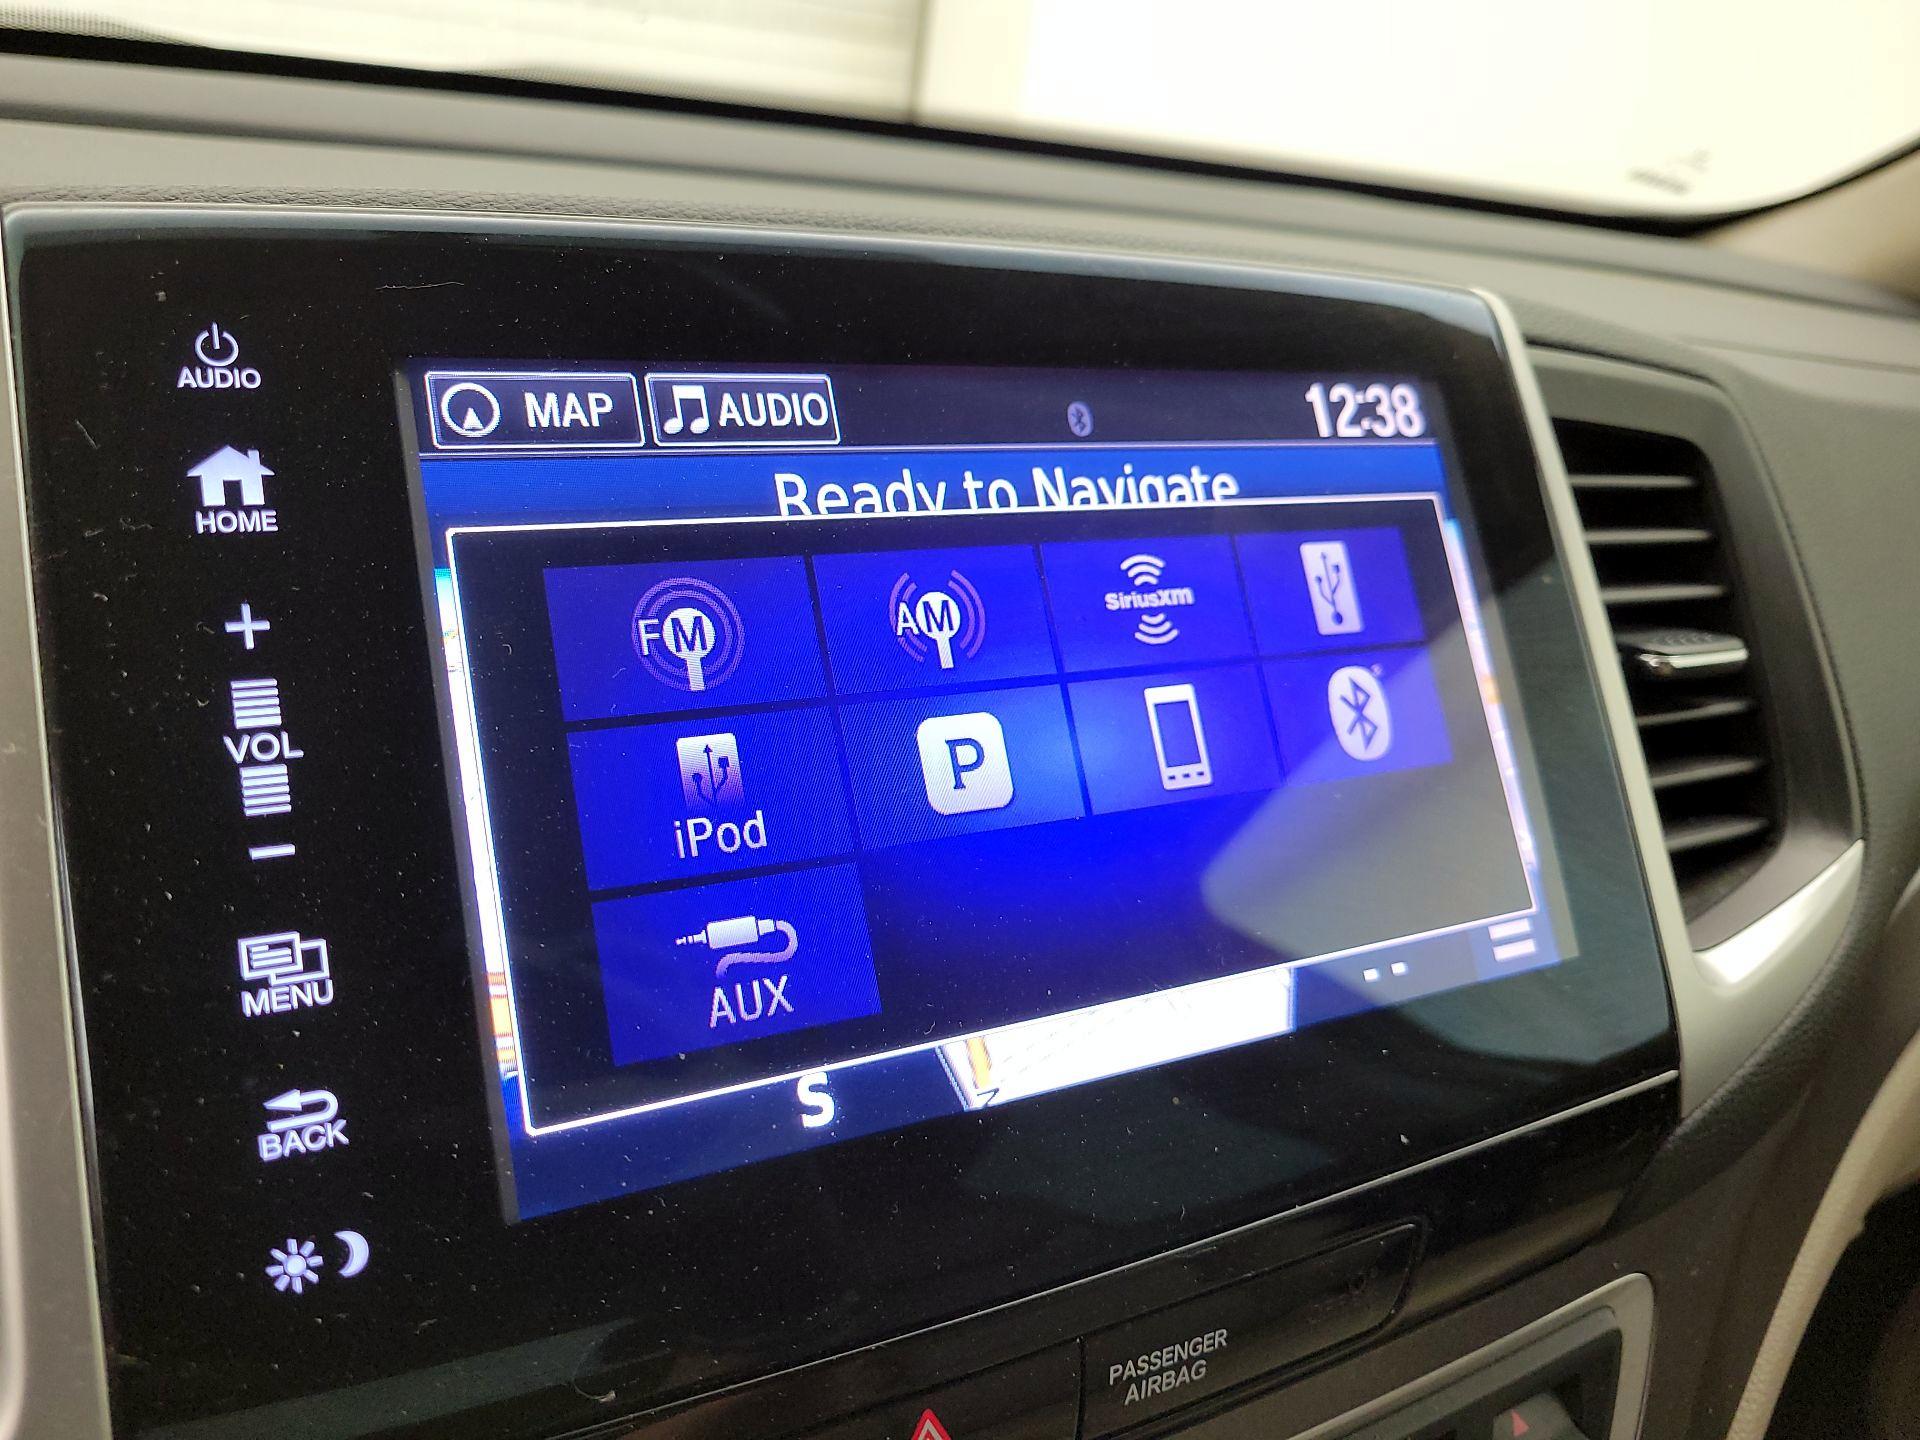 AUDIO
HOME
+
VOL
−
MENU
BACK
MAP
AUDIO
12:38
Ready to Navigate
FM
AM
SiriusXM
iPod
P
AUX
S
PASSENGER
AIRBAG